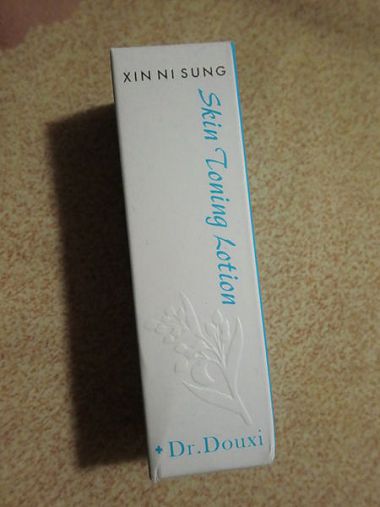 XIN NI SUNG
Skin Toning Lotion
+Dr.Douxi